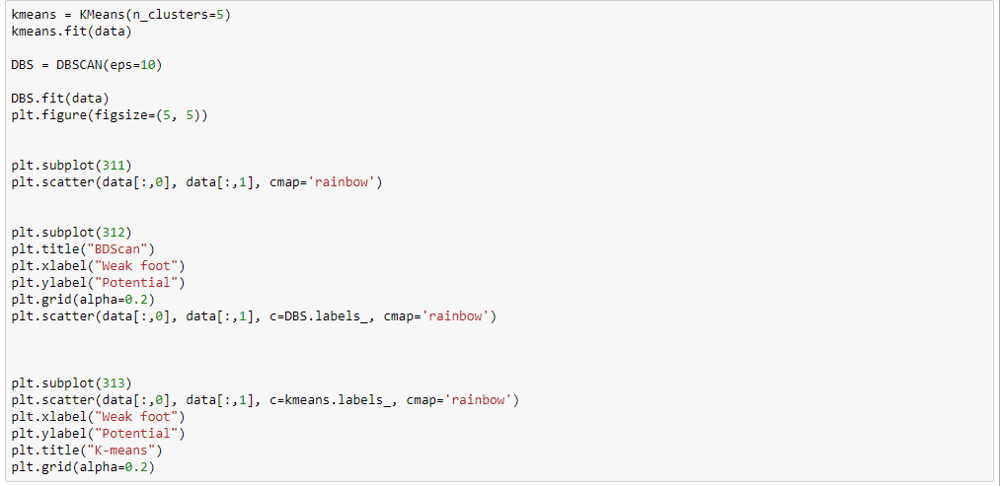 kmeans = KMeans(n_clusters=5)
kmeans.fit(data)
DBS = DBSCAN(eps=10)
DBS.fit(data)
plt.figure(figsize=(5, 5))
plt.subplot(311)
plt.scatter(data[:,0], data[:,1], cmap='rainbow')
plt.subplot(312)
plt.title("BDScan")
plt.xlabel("Weak foot")
plt.ylabel("Potential")
plt.grid(alpha=0.2)
plt.scatter(data[:,0], data[:,1], c=DBS.labels_, cmap='rainbow')
plt.subplot(313)
plt.scatter(data[:,0], data[:,1], c=kmeans.labels_, cmap='rainbow')
plt.xlabel("Weak foot")
plt.ylabel("Potential")
plt.title("K-means")
plt.grid(alpha=0.2)